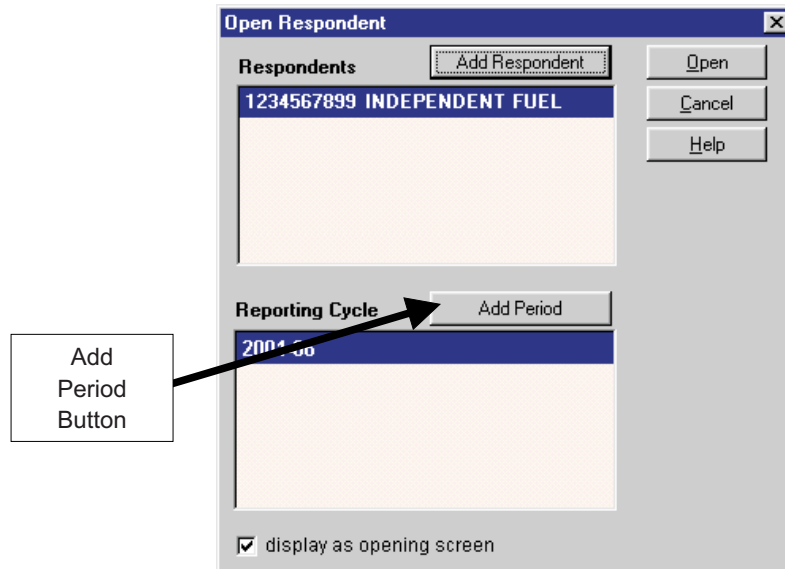 Open Respondent
Respondents
Add Respondent
Open
1234567899 INDEPENDENT FUEL
Cancel
Help
Reporting Cycle
Add Period
Add
Period
Button
display as opening screen